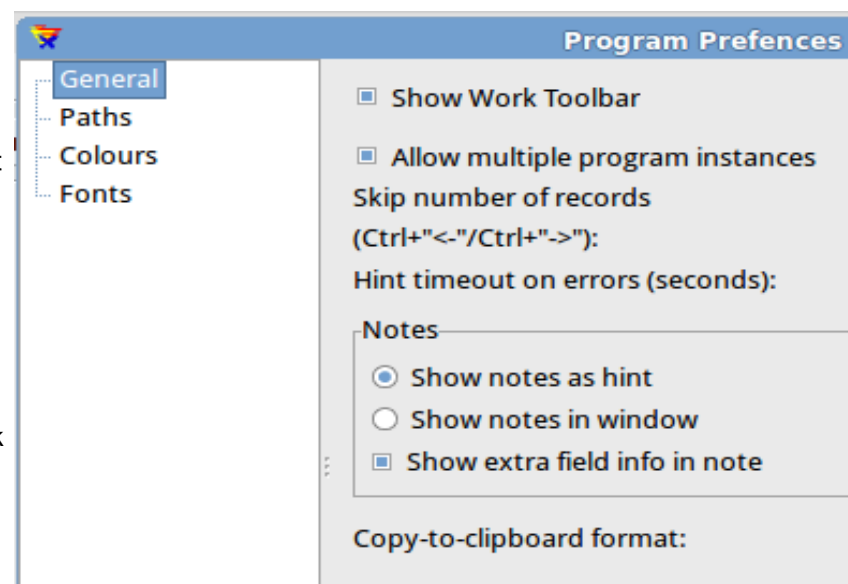 Program Prefences
General
Paths
Colours
Fonts
Show Work Toolbar
Allow multiple program instances
Skip number of records
(Ctrl+"<-"/Ctrl+"->"):
Hint timeout on errors (seconds):
Notes
Show notes as hint
Show notes in window
Show extra field info in note
Copy-to-clipboard format: